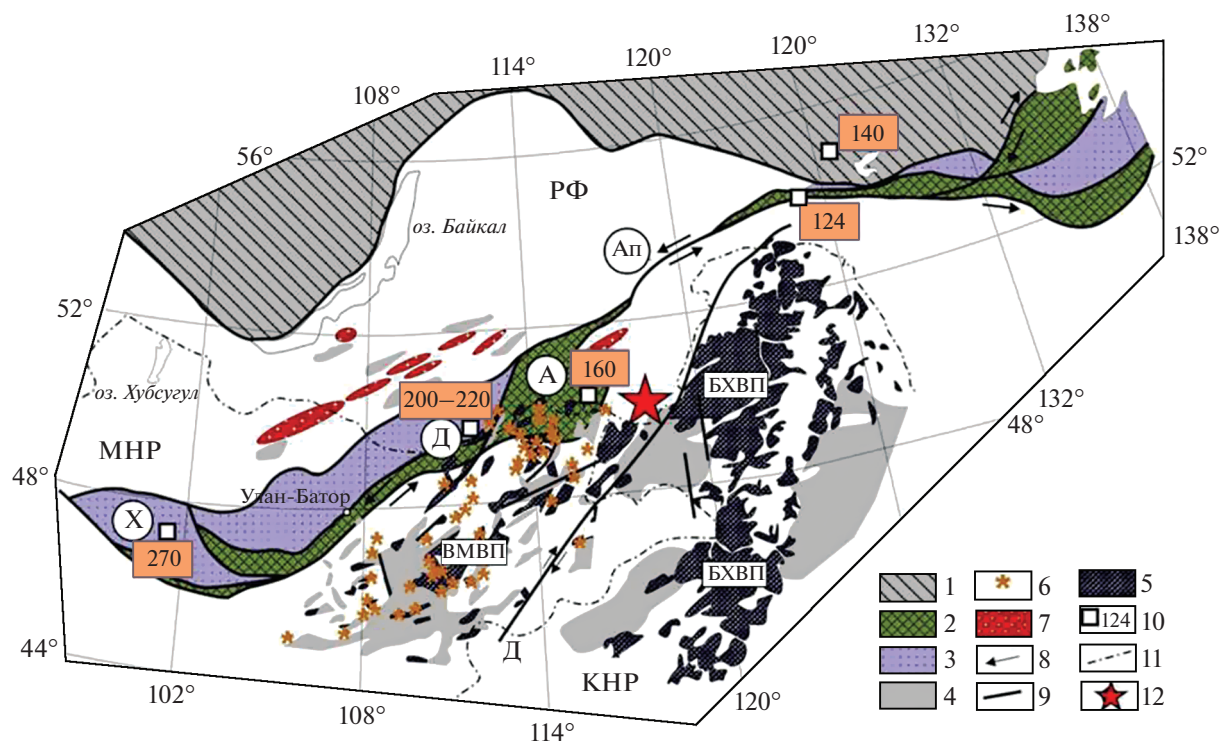 138°
132°
120°
120°
114°
108°
56°
140
52°
РФ
оз. Байкал
124
Ап
138°
52°
160
А
БХВП
132°
оз. Хубсугул
200–220
48°
МНР
Д
48°
Улан-Батор
Х
270
ВМВП
БХВП
1
6
5
2
7
124
10
3
8
11
4
9
12
44°
Д
КНР
102°
108°
114°
120°